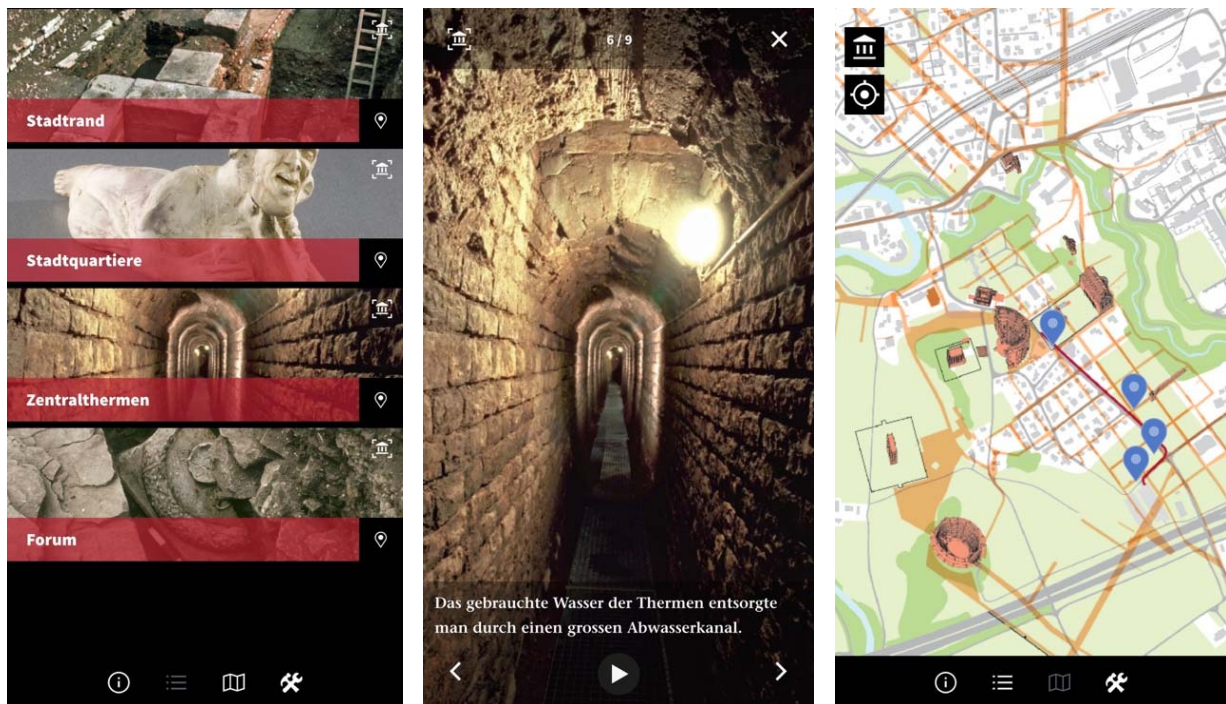 Stadtrand
Stadtquartiere
Zentralthermen
Forum
6 / 9
Das gebrauchte Wasser der Thermen entsorgte
man durch einen grossen Abwasserkanal.